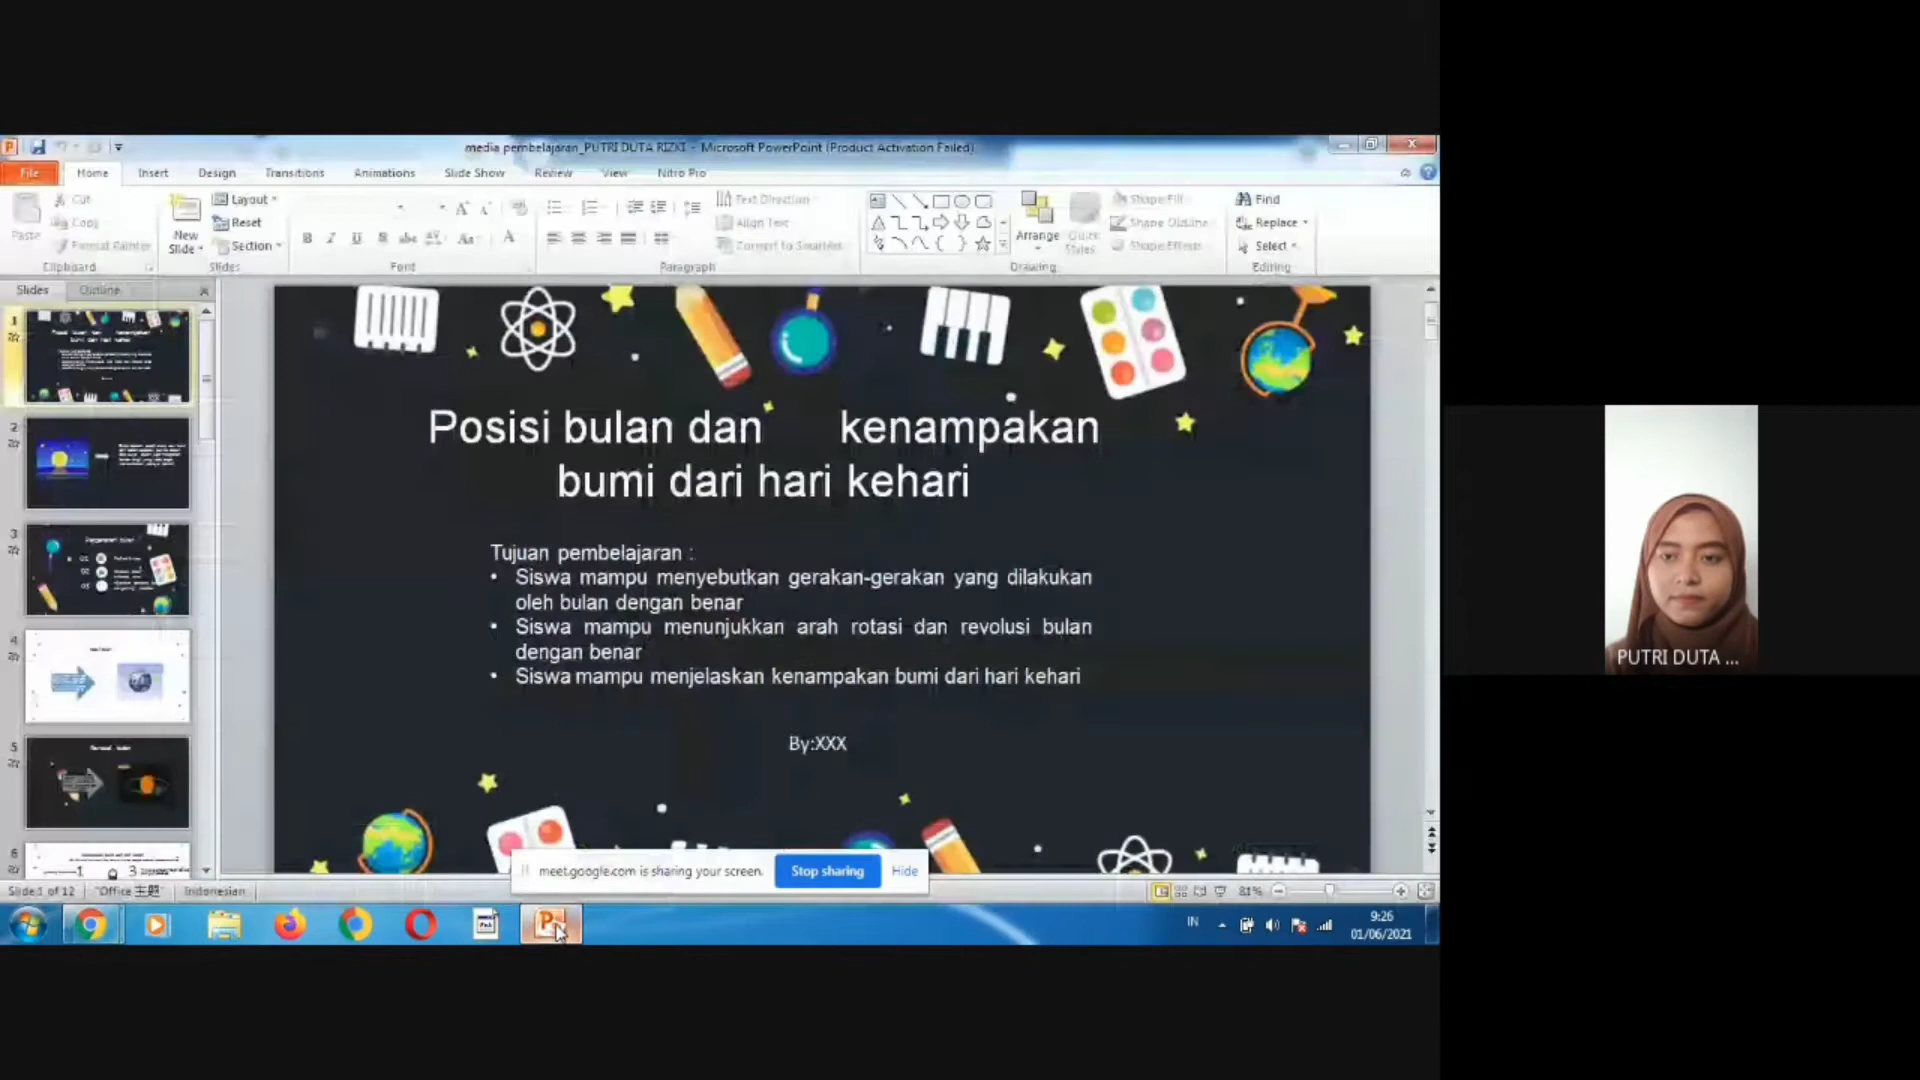 media pembelajaran_PUTRI DUTA RIZKI - Microsoft PowerPoint (Product Activation Failed)
File Home Insert Design Transitions Animations Slide Show Review View Nitro Pro
Cut
Copy
Format Painter
Paste
Clipboard
New
Slide
Layout
Reset
Section
Slides
Font
Text Direction
Align Text
Convert to SmartArt
Paragraph
Arrange
Quick
Styles
Shape Fill
Shape Outline
Shape Effects
Drawing
Find
Replace
Select
Editing
Slides Outline
1
2
3
4
5
6
Posisi bulan dan kenampakan
bumi dari hari kehari
Tujuan pembelajaran :
• Siswa mampu menyebutkan gerakan-gerakan yang dilakukan
oleh bulan dengan benar
• Siswa mampu menunjukkan arah rotasi dan revolusi bulan
dengan benar
• Siswa mampu menjelaskan kenampakan bumi dari hari kehari
By:XXX
PUTRI DUTA ...
meet.google.com is sharing your screen. Stop sharing Hide
Slide 1 of 12 "Office 主题" Indonesian 81%
IN 9:26
01/06/2021